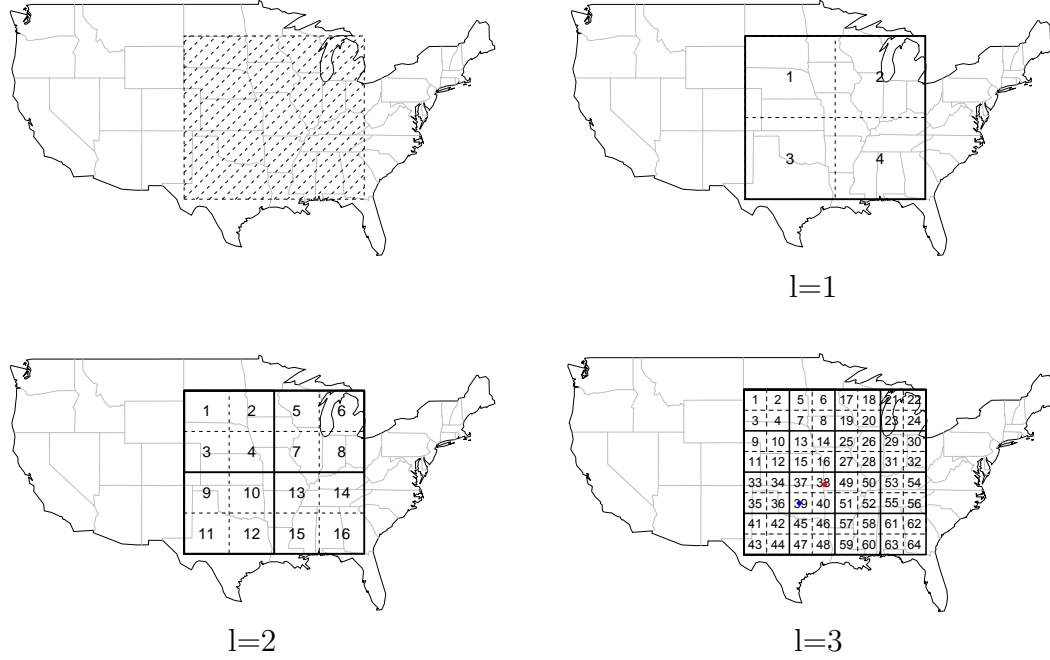 1 2
3 4
l=1
1 2 5 6
3 4 7 8
9 10 13 14
11 12 15 16
l=2
1 2 5 6 17 18 21 22
3 4 7 8 19 20 23 24
9 10 13 14 25 26 29 30
11 12 15 16 27 28 31 32
33 34 37 38 49 50 53 54
35 36 39 40 51 52 55 56
41 42 45 46 57 58 61 62
43 44 47 48 59 60 63 64
l=3